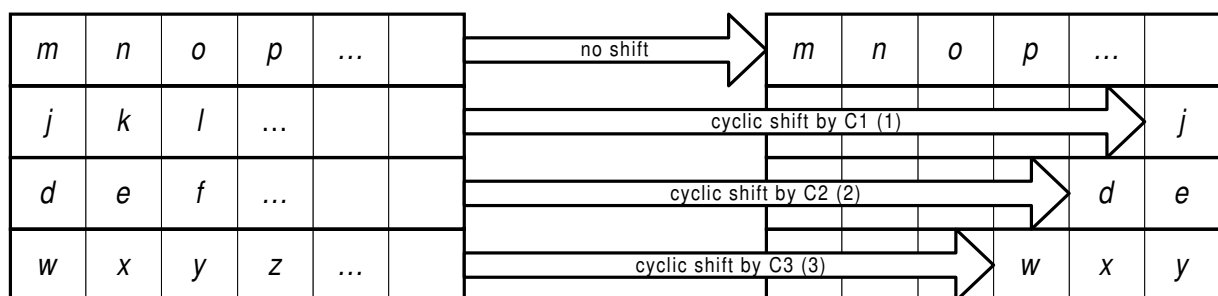 m n o p ... no shift m n o p ...
j k l ... cyclic shift by C1 (1) j
d e f ... cyclic shift by C2 (2) d e
w x y z ... cyclic shift by C3 (3) w x y